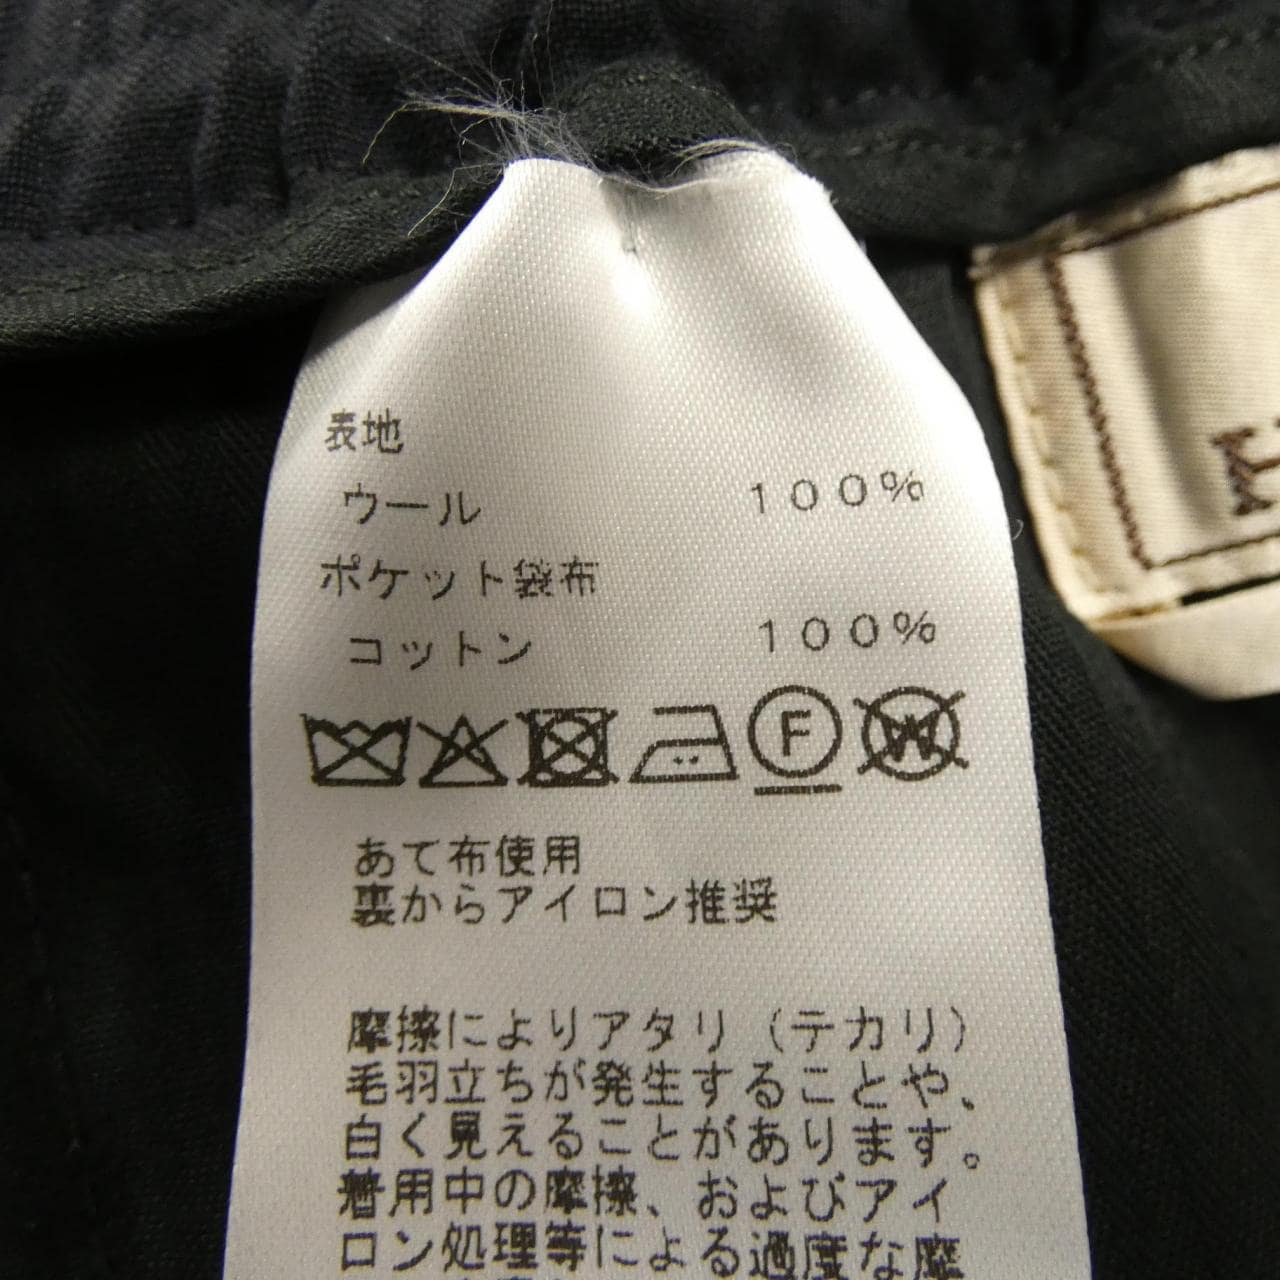 表地
ウール 100%
ポケット袋布
コットン 100%
F
W
あて布使用
裏からアイロン推奨
摩擦によりアタリ（テカリ）
毛羽立ちが発生することや、
白く見えることがあります。
着用中の摩擦、およびアイ
ロン処理等による過度な摩